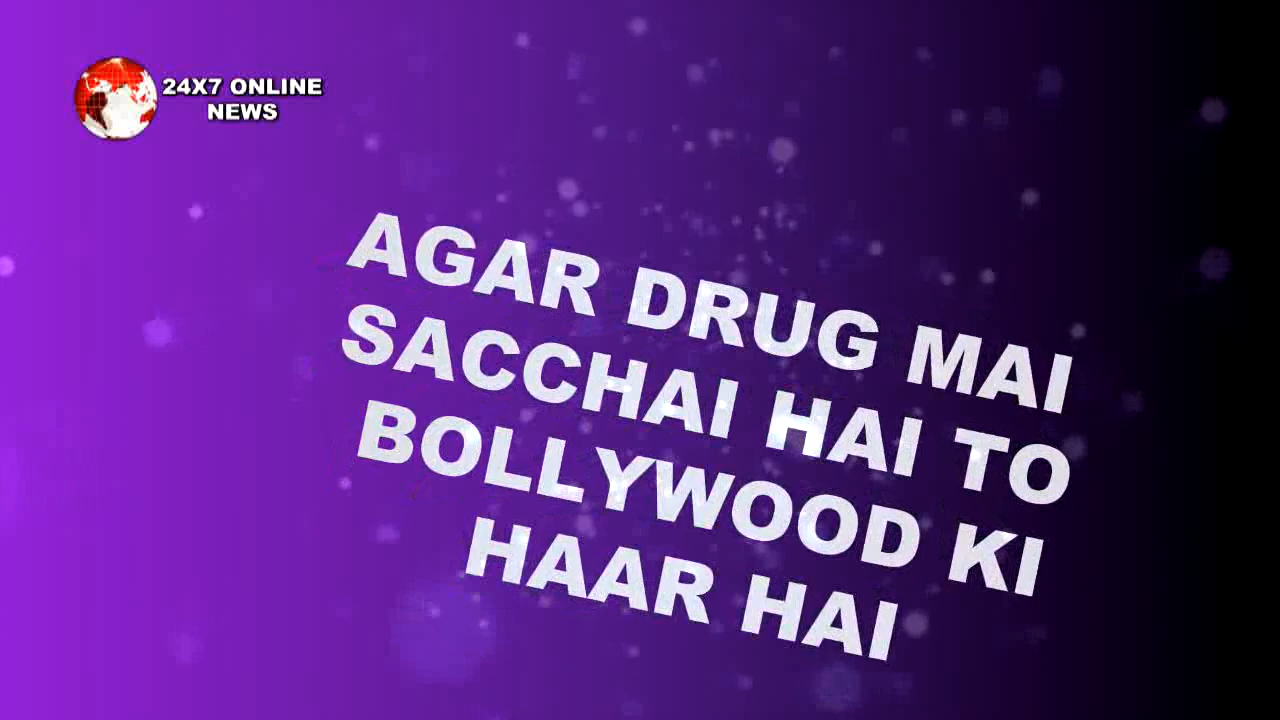 24X7 ONLINE
NEWS
AGAR DRUG MAI
SACCHAI HAI TO
BOLLYWOOD KI
HAAR HAI